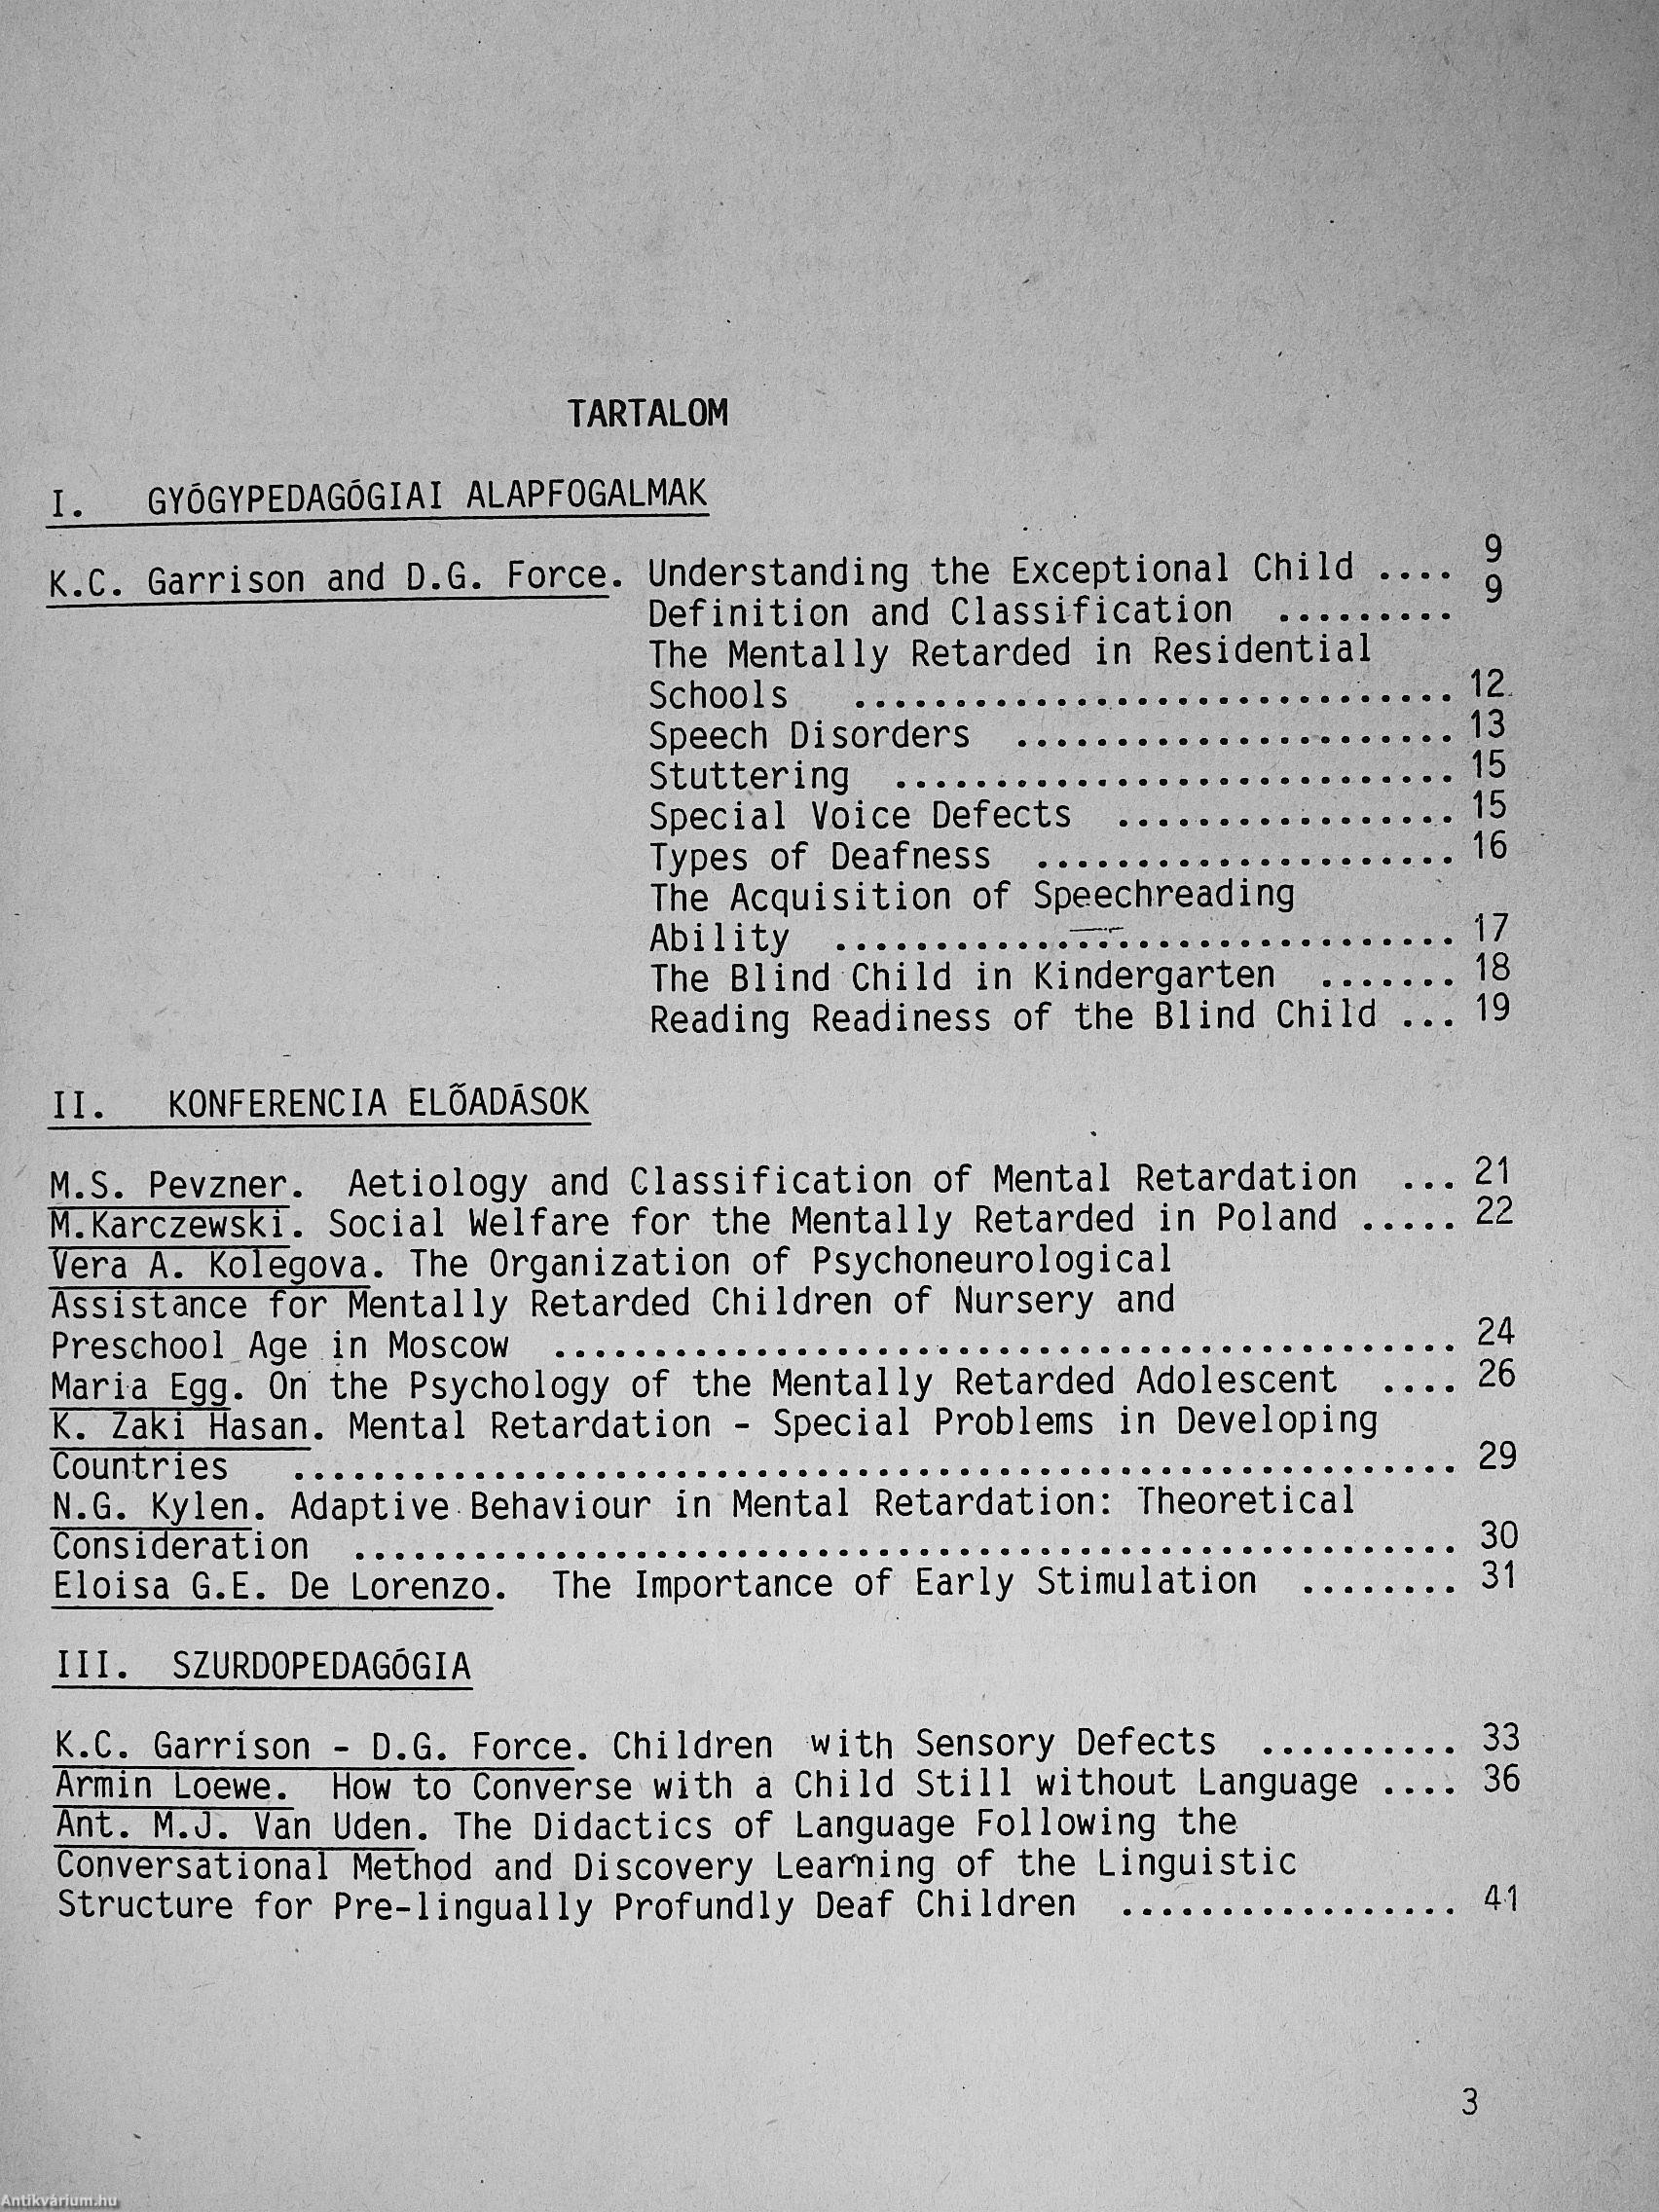 TARTALOM
I. GYÓGYPEDAGÓGIAI ALAPFOGALMAK
K.C. Garrison and D.G. Force. Understanding the Exceptional Child .... 9
Definition and Classification ......... 9
The Mentally Retarded in Residential
Schools .............................. 12
Speech Disorders ...................... 13
Stuttering ............................ 15
Special Voice Defects ................. 15
Types of Deafness ..................... 16
The Acquisition of Speechreading
Ability ............................... 17
The Blind Child in Kindergarten ....... 18
Reading Readiness of the Blind Child ... 19
II. KONFERENCIA ELŐADÁSOK
M.S. Pevzner. Aetiology and Classification of Mental Retardation ... 21
M.Karczewski. Social Welfare for the Mentally Retarded in Poland ..... 22
Vera A. Kolegova. The Organization of Psychoneurological
Assistance for Mentally Retarded Children of Nursery and
Preschool Age in Moscow ............................................. 24
Maria Egg. On the Psychology of the Mentally Retarded Adolescent .... 26
K. Zaki Hasan. Mental Retardation - Special Problems in Developing
Countries .......................................................... 29
N.G. Kylen. Adaptive Behaviour in Mental Retardation: Theoretical
Consideration ....................................................... 30
Eloisa G.E. De Lorenzo. The Importance of Early Stimulation ........ 31
III. SZURDOPEDAGÓGIA
K.C. Garrison - D.G. Force. Children with Sensory Defects .......... 33
Armin Loewe. How to Converse with a Child Still without Language .... 36
Ant. M.J. Van Uden. The Didactics of Language Following the
Conversational Method and Discovery Learning of the Linguistic
Structure for Pre-lingually Profundly Deaf Children ................. 41
3
Antikvárium.hu